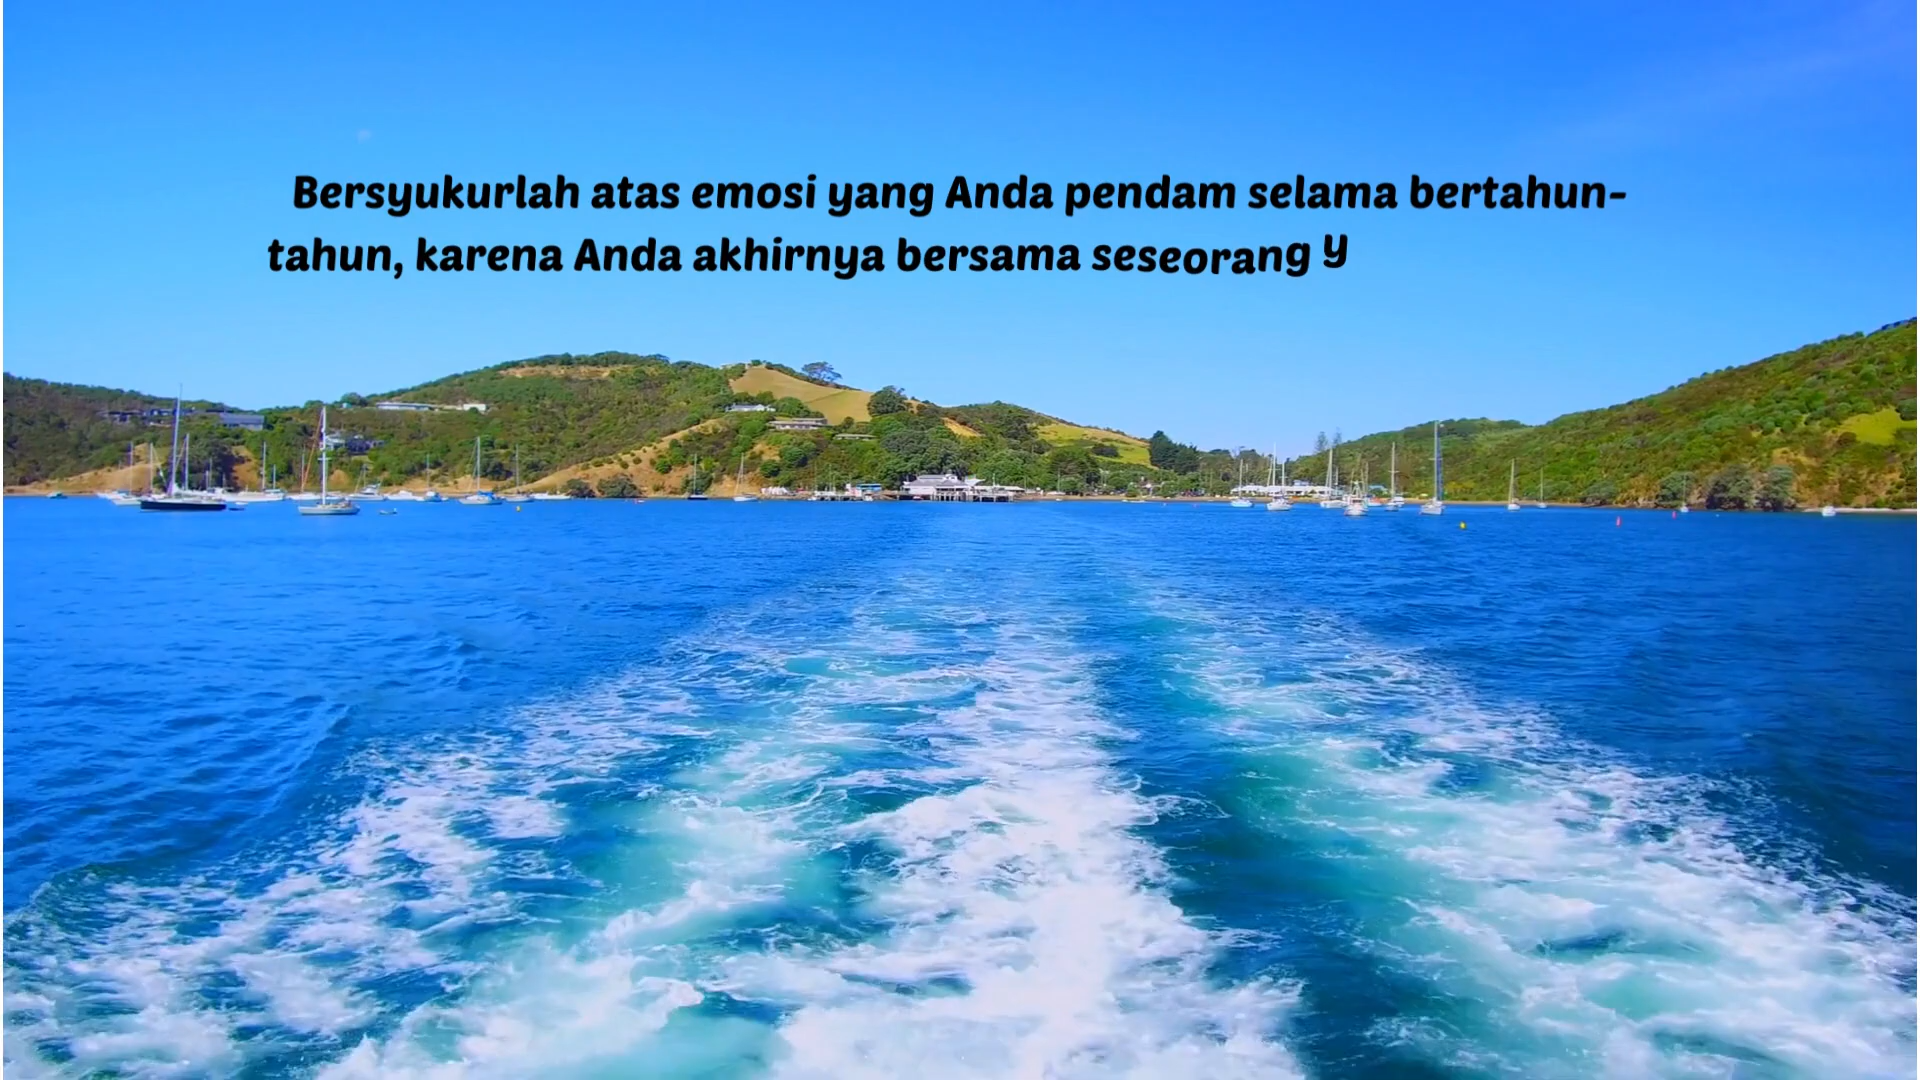 Bersyukurlah atas emosi yang Anda pendam selama bertahun-
tahun, karena Anda akhirnya bersama seseorang y